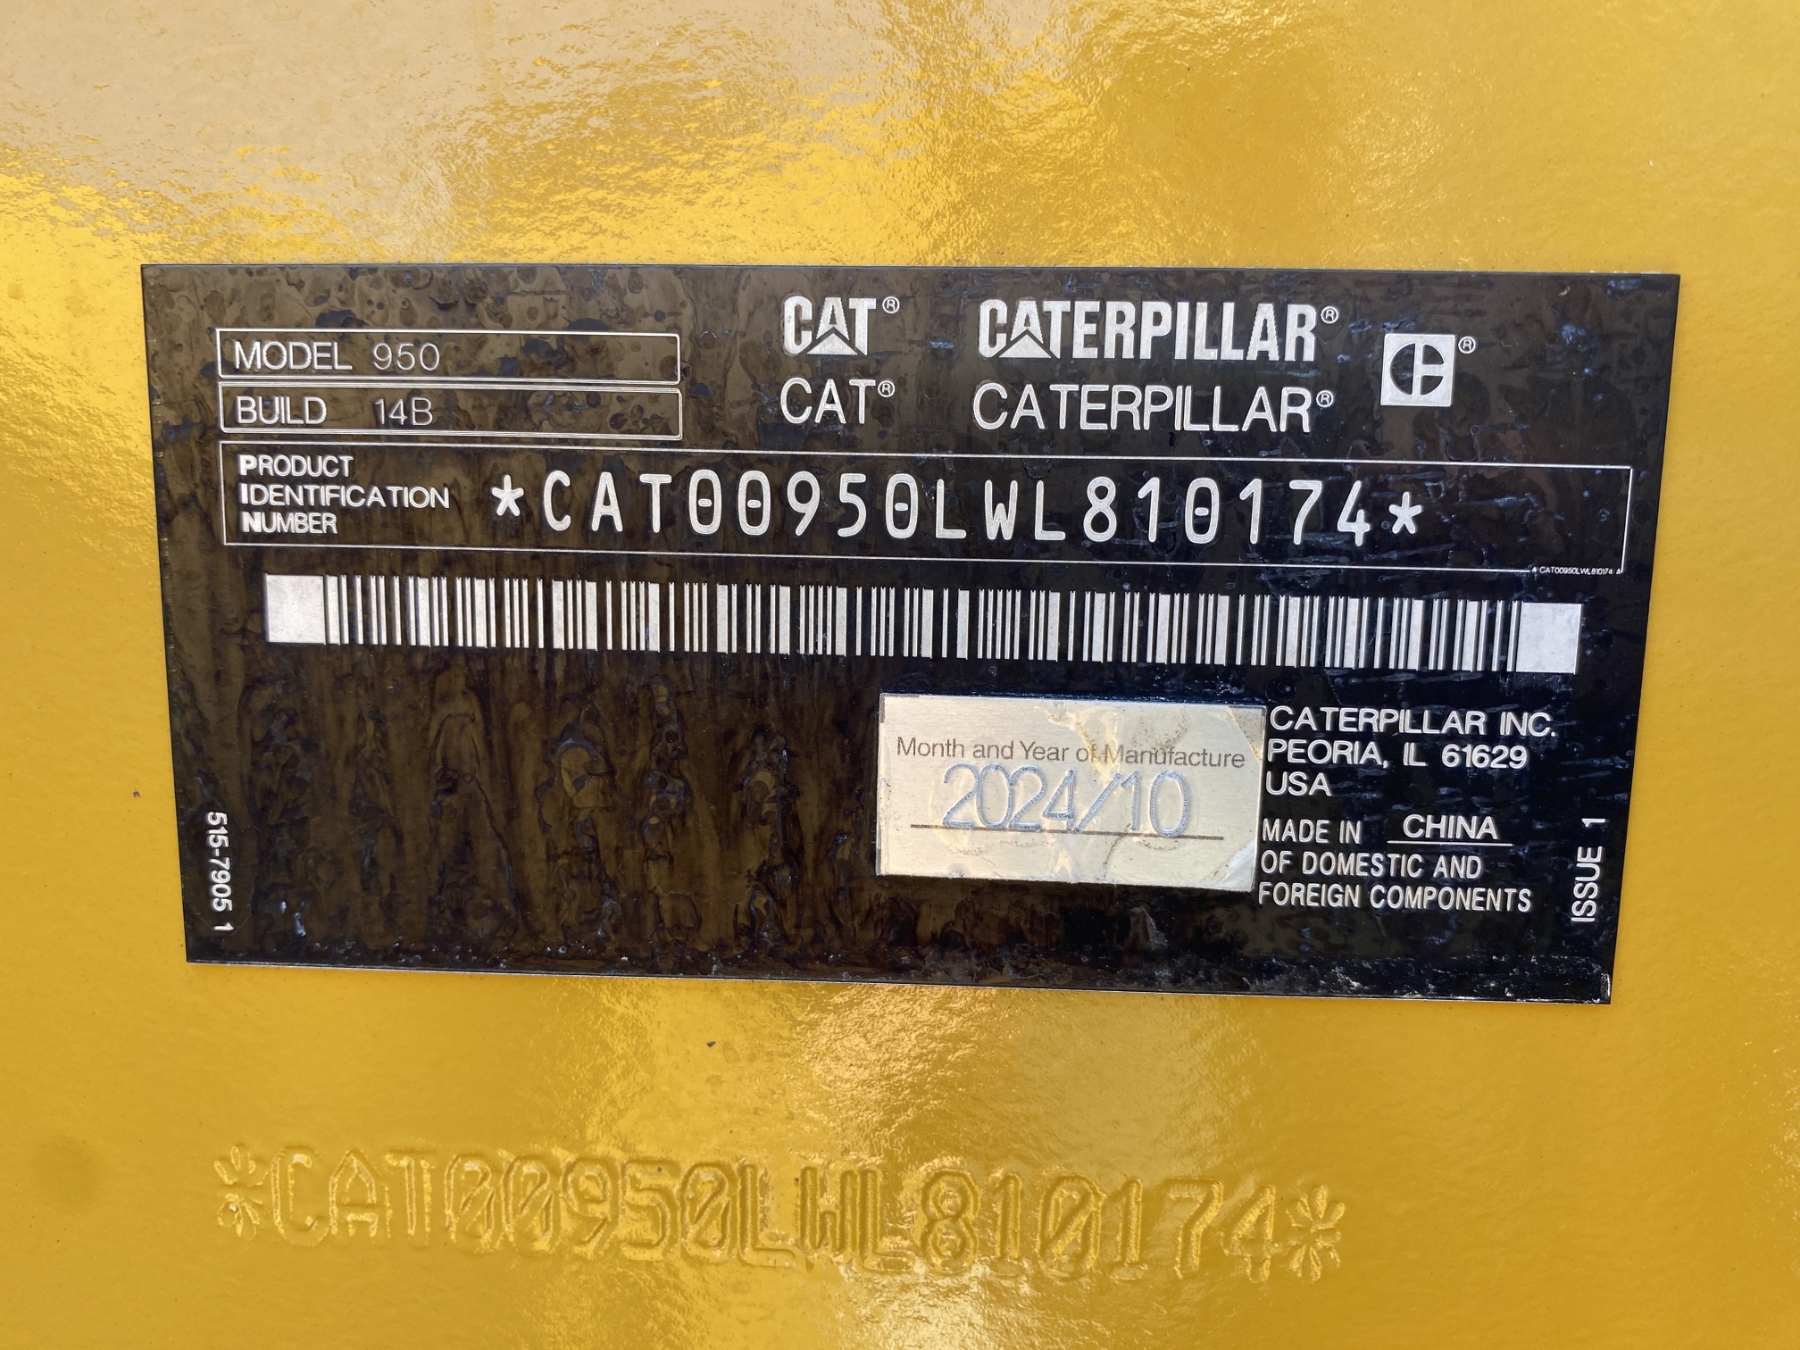 CAT® CATERPILLAR®
CAT® CATERPILLAR®
MODEL 950
BUILD 14B
PRODUCT
IDENTIFICATION
NUMBER
*CAT00950LWL810174*
* CAT00950LWL810174 *
Month and Year of Manufacture
2024/10
CATERPILLAR INC.
PEORIA, IL 61629
USA
MADE IN CHINA
OF DOMESTIC AND
FOREIGN COMPONENTS
515-7905 1
ISSUE 1
*CAT00950LWL810174*